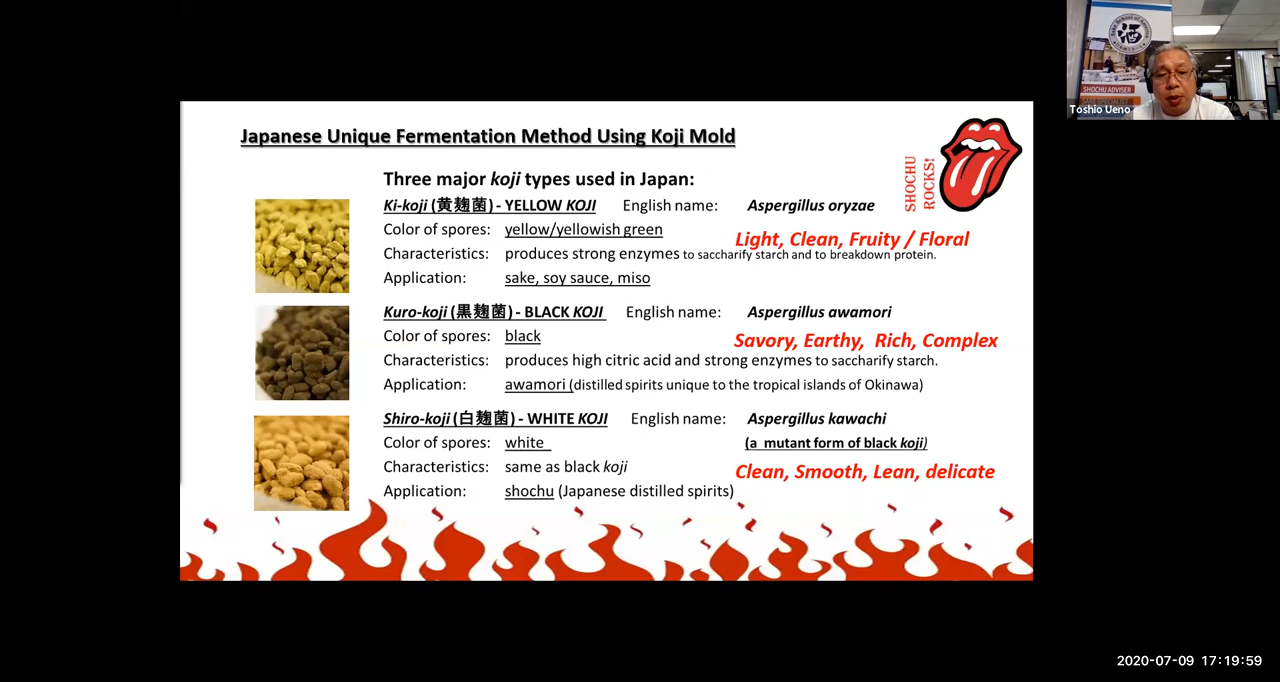 Japanese Unique Fermentation Method Using Koji Mold
SHOCHU
ROCKS!
Three major koji types used in Japan:
Ki-koji (黄麹菌) - YELLOW KOJI English name: Aspergillus oryzae
Color of spores: yellow/yellowish green
Light, Clean, Fruity / Floral
Characteristics: produces strong enzymes to saccharify starch and to breakdown protein.
Application: sake, soy sauce, miso
Kuro-koji (黒麹菌) - BLACK KOJI English name: Aspergillus awamori
Color of spores: black
Savory, Earthy, Rich, Complex
Characteristics: produces high citric acid and strong enzymes to saccharify starch.
Application: awamori (distilled spirits unique to the tropical islands of Okinawa)
Shiro-koji (白麹菌) - WHITE KOJI English name: Aspergillus kawachi
Color of spores: white (a mutant form of black koji)
Characteristics: same as black koji
Clean, Smooth, Lean, delicate
Application: shochu (Japanese distilled spirits)
Sake School of America
酒
SHOCHU ADVISER
Toshio Ueno
2020-07-09 17:19:59